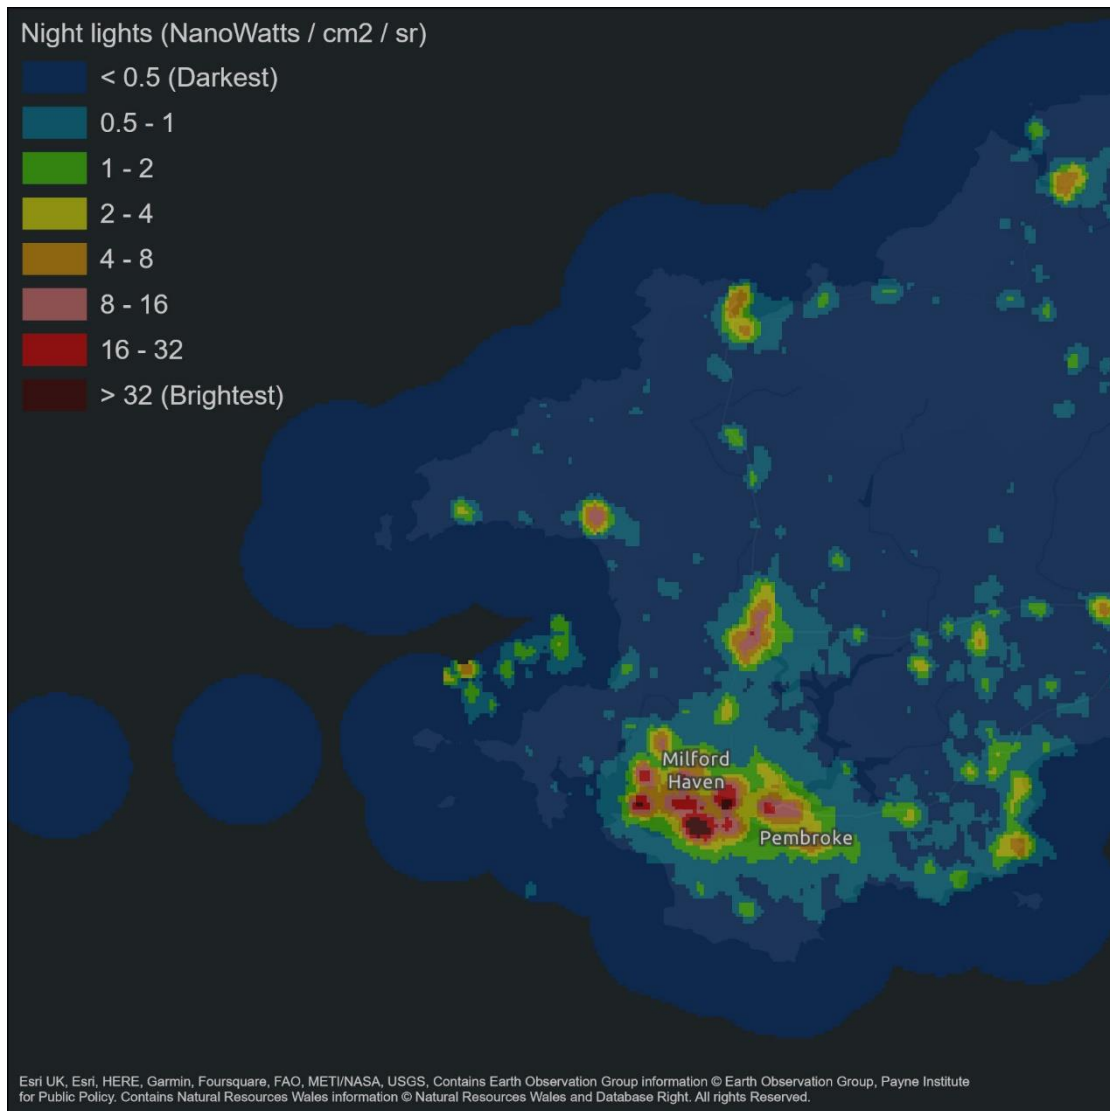 Night lights (NanoWatts / cm2 / sr)
< 0.5 (Darkest)
0.5 - 1
1 - 2
2 - 4
4 - 8
8 - 16
16 - 32
> 32 (Brightest)
Milford
Haven
Pembroke
Esri UK, Esri, HERE, Garmin, Foursquare, FAO, METI/NASA, USGS, Contains Earth Observation Group information © Earth Observation Group, Payne Institute
for Public Policy. Contains Natural Resources Wales information © Natural Resources Wales and Database Right. All rights Reserved.